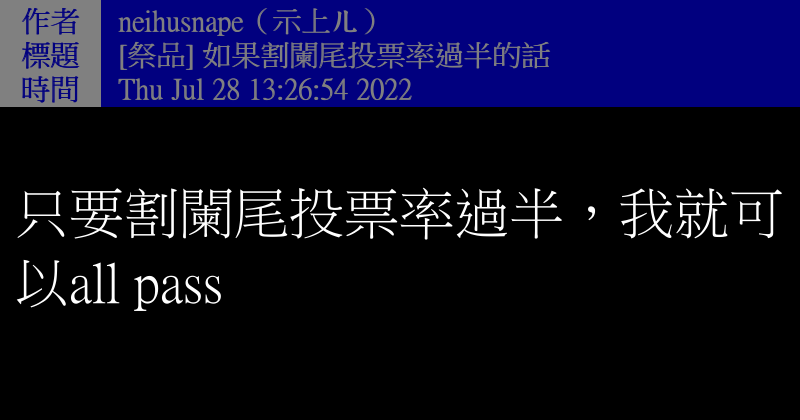 作者 neihusnape（示上ㄦ）
標題 [祭品] 如果割闌尾投票率過半的話
時間 Thu Jul 28 13:26:54 2022
只要割闌尾投票率過半，我就可
以all pass